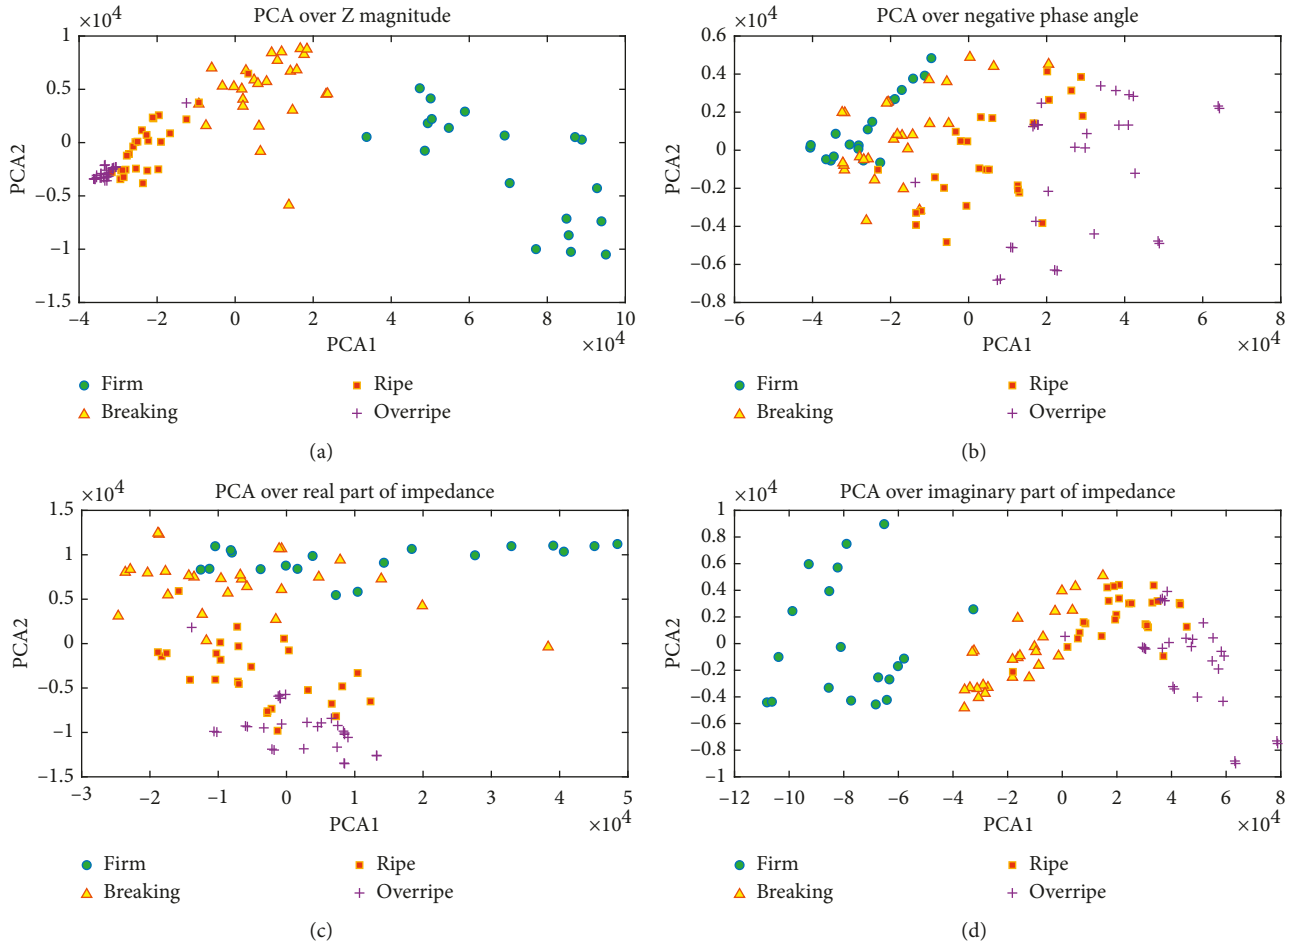 PCA over Z magnitude
×10⁴
1
0.5
0
−0.5
−1
−1.5
PCA2
−4 −2 0 2 4 6 8 10
PCA1
×10⁴
Firm
Breaking
Ripe
Overripe
(a)
PCA over negative phase angle
×10⁴
0.6
0.4
0.2
0
−0.2
−0.4
−0.6
−0.8
PCA2
−6 −4 −2 0 2 4 6 8
PCA1
×10⁴
Firm
Breaking
Ripe
Overripe
(b)
PCA over real part of impedance
×10⁴
1.5
1
0.5
0
−0.5
−1
−1.5
PCA2
−3 −2 −1 0 1 2 3 4 5
PCA1
×10⁴
Firm
Breaking
Ripe
Overripe
(c)
PCA over imaginary part of impedance
×10⁴
1
0.8
0.6
0.4
0.2
0
−0.2
−0.4
−0.6
−0.8
−1
PCA2
−12 −10 −8 −6 −4 −2 0 2 4 6 8
PCA1
×10⁴
Firm
Breaking
Ripe
Overripe
(d)